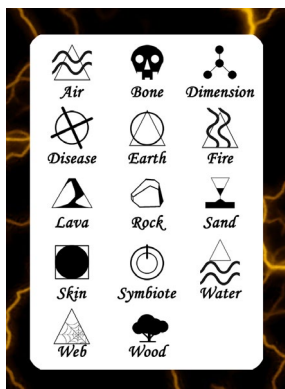 Air Bone Dimension
Disease Earth Fire
Lava Rock Sand
Skin Symbiote Water
Web Wood